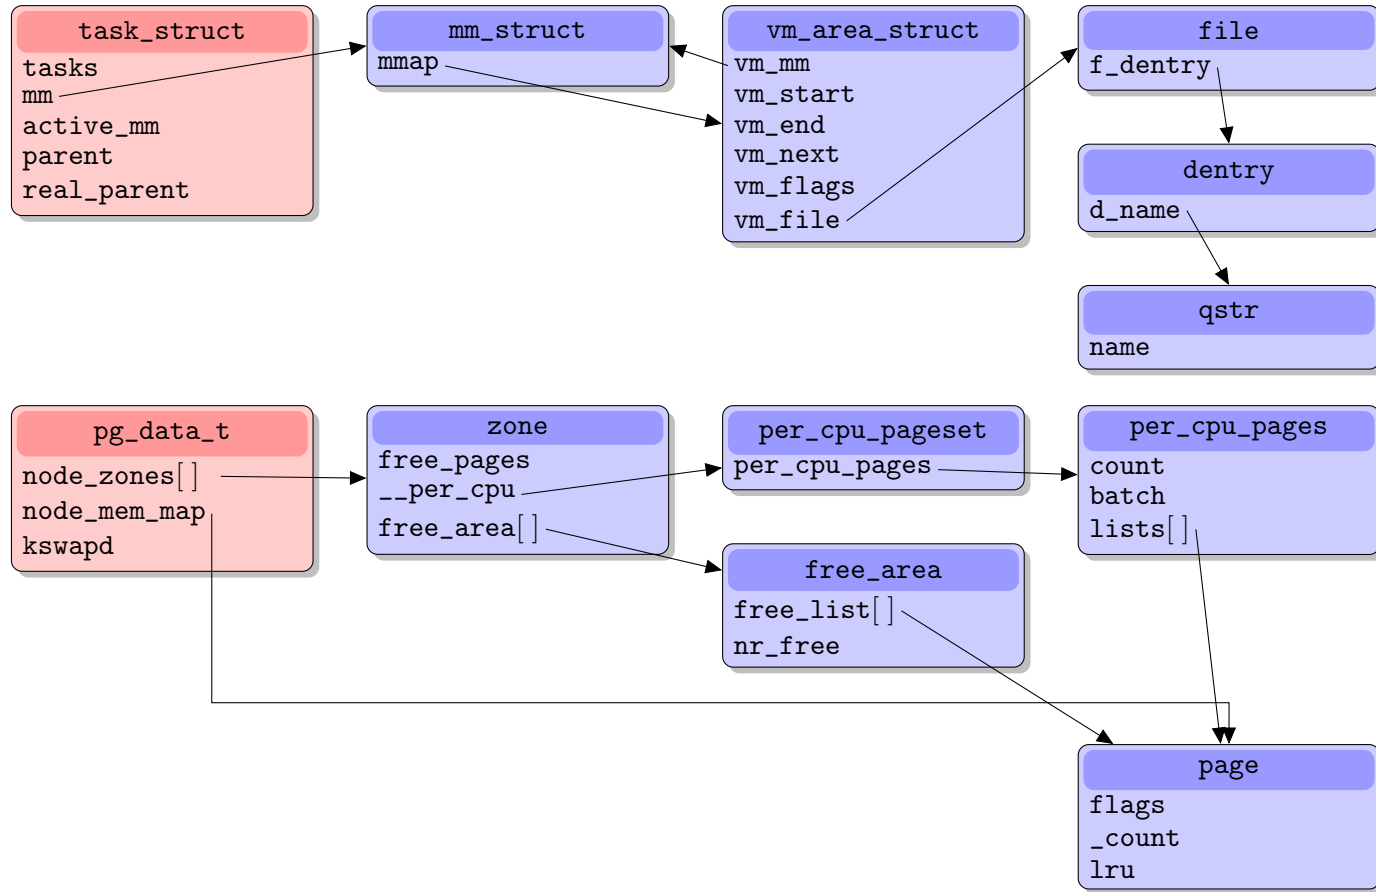 task_struct
tasks
mm
active_mm
parent
real_parent
mm_struct
mmap
vm_area_struct
vm_mm
vm_start
vm_end
vm_next
vm_flags
vm_file
file
f_dentry
dentry
d_name
qstr
name
pg_data_t
node_zones[]
node_mem_map
kswapd
zone
free_pages
__per_cpu
free_area[]
per_cpu_pageset
per_cpu_pages
free_area
free_list[]
nr_free
per_cpu_pages
count
batch
lists[]
page
flags
_count
lru